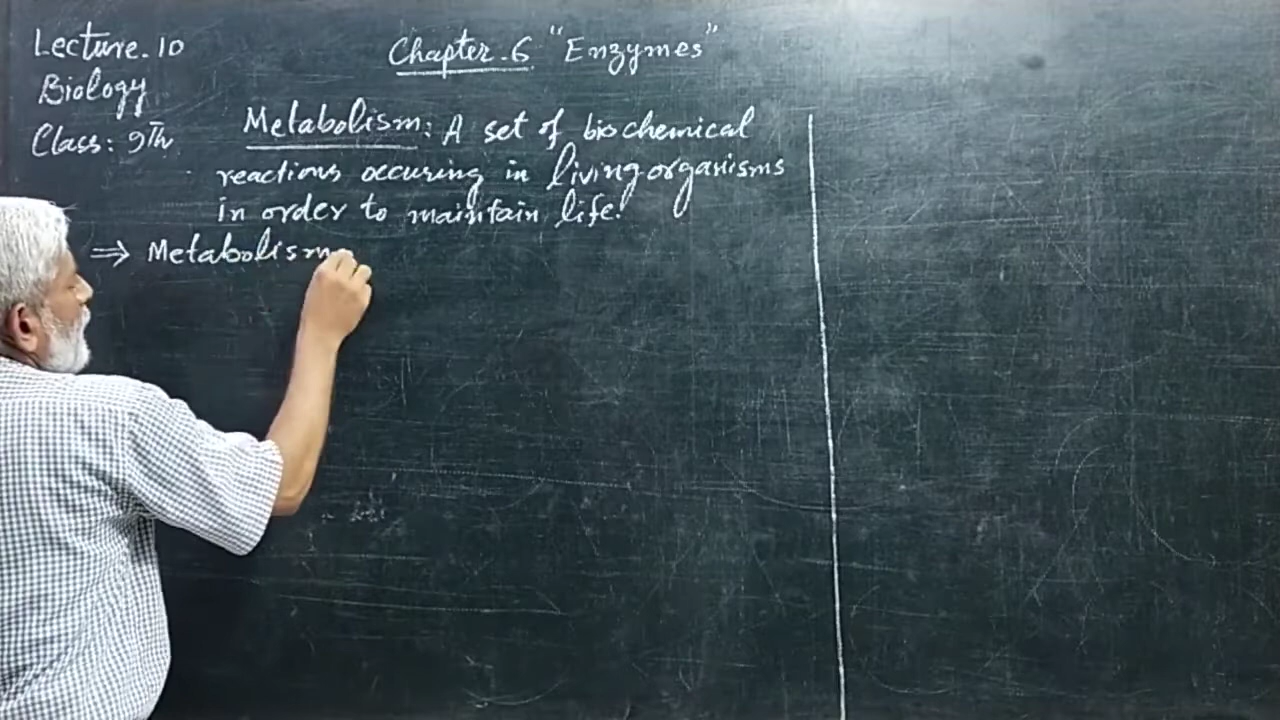 Lecture.10
Biology
Class: 9Th
Chapter.6 "Enzymes"
Metabolism: A set of biochemical
reactions occuring in living organisms
in order to maintain life.
⇒ Metabolism